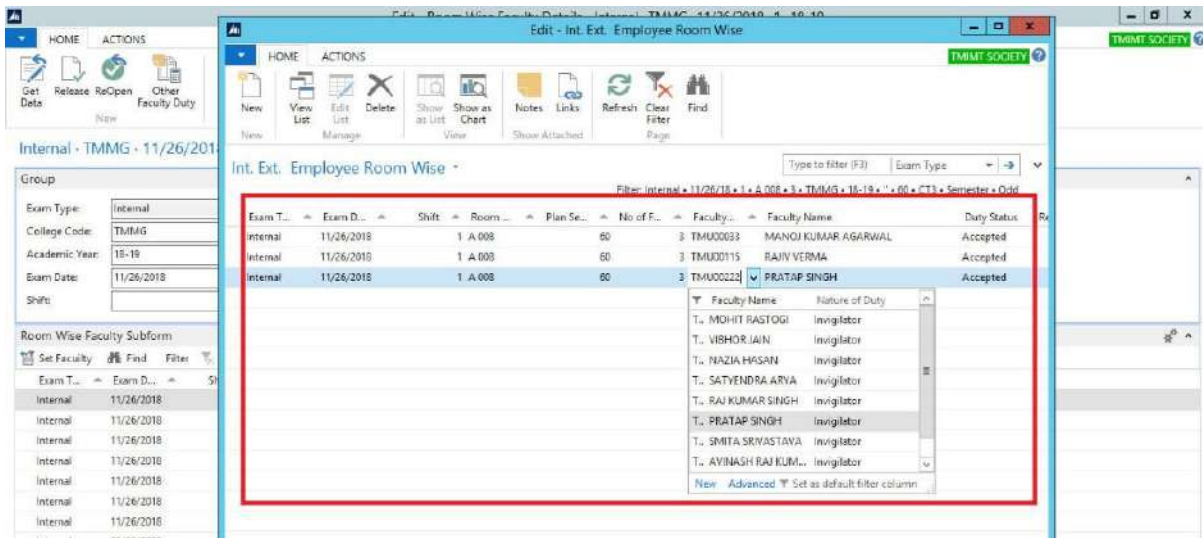 Edit - Room Wise Faculty Details - Internal · TMMG · 11/26/2018 · 1 · 18-19
HOME ACTIONS
TMIMT SOCIETY
Get Data
Release
ReOpen
Other Faculty Duty
New
Internal · TMMG · 11/26/201
Group
Exam Type: Internal
College Code: TMMG
Academic Year: 18-19
Exam Date: 11/26/2018
Shift:
Room Wise Faculty Subform
Set Faculty Find Filter
Exam T... Exam D... Sh
Internal 11/26/2018
Internal 11/26/2018
Internal 11/26/2018
Internal 11/26/2018
Internal 11/26/2018
Internal 11/26/2018
Internal 11/26/2018
Edit - Int. Ext. Employee Room Wise
HOME ACTIONS
TMIMT SOCIETY
New
View List
Edit List
Delete
Show as List
Show as Chart
Notes
Links
Refresh
Clear Filter
Find
New Manage View Show Attached Page
Int. Ext. Employee Room Wise
Type to filter (F3) Exam Type
Filter: Internal • 11/26/18 • 1 • A 008 • 3 • TMMG • 18-19 • '' • 60 • CT3 • Semester • Odd
Exam T... Exam D... Shift Room ... Plan Se... No of F... Faculty... Faculty Name Duty Status Re
Internal 11/26/2018 1 A 008 60 3 TMU00033 MANOJ KUMAR AGARWAL Accepted
Internal 11/26/2018 1 A 008 60 3 TMU00115 RAJIV VERMA Accepted
Internal 11/26/2018 1 A 008 60 3 TMU00222 PRATAP SINGH Accepted
Faculty Name Nature of Duty
T.. MOHIT RASTOGI Invigilator
T.. VIBHOR JAIN Invigilator
T.. NAZIA HASAN Invigilator
T.. SATYENDRA ARYA Invigilator
T.. RAJ KUMAR SINGH Invigilator
T.. PRATAP SINGH Invigilator
T.. SMITA SRIVASTAVA Invigilator
T.. AVINASH RAJ KUM... Invigilator
New Advanced Set as default filter column